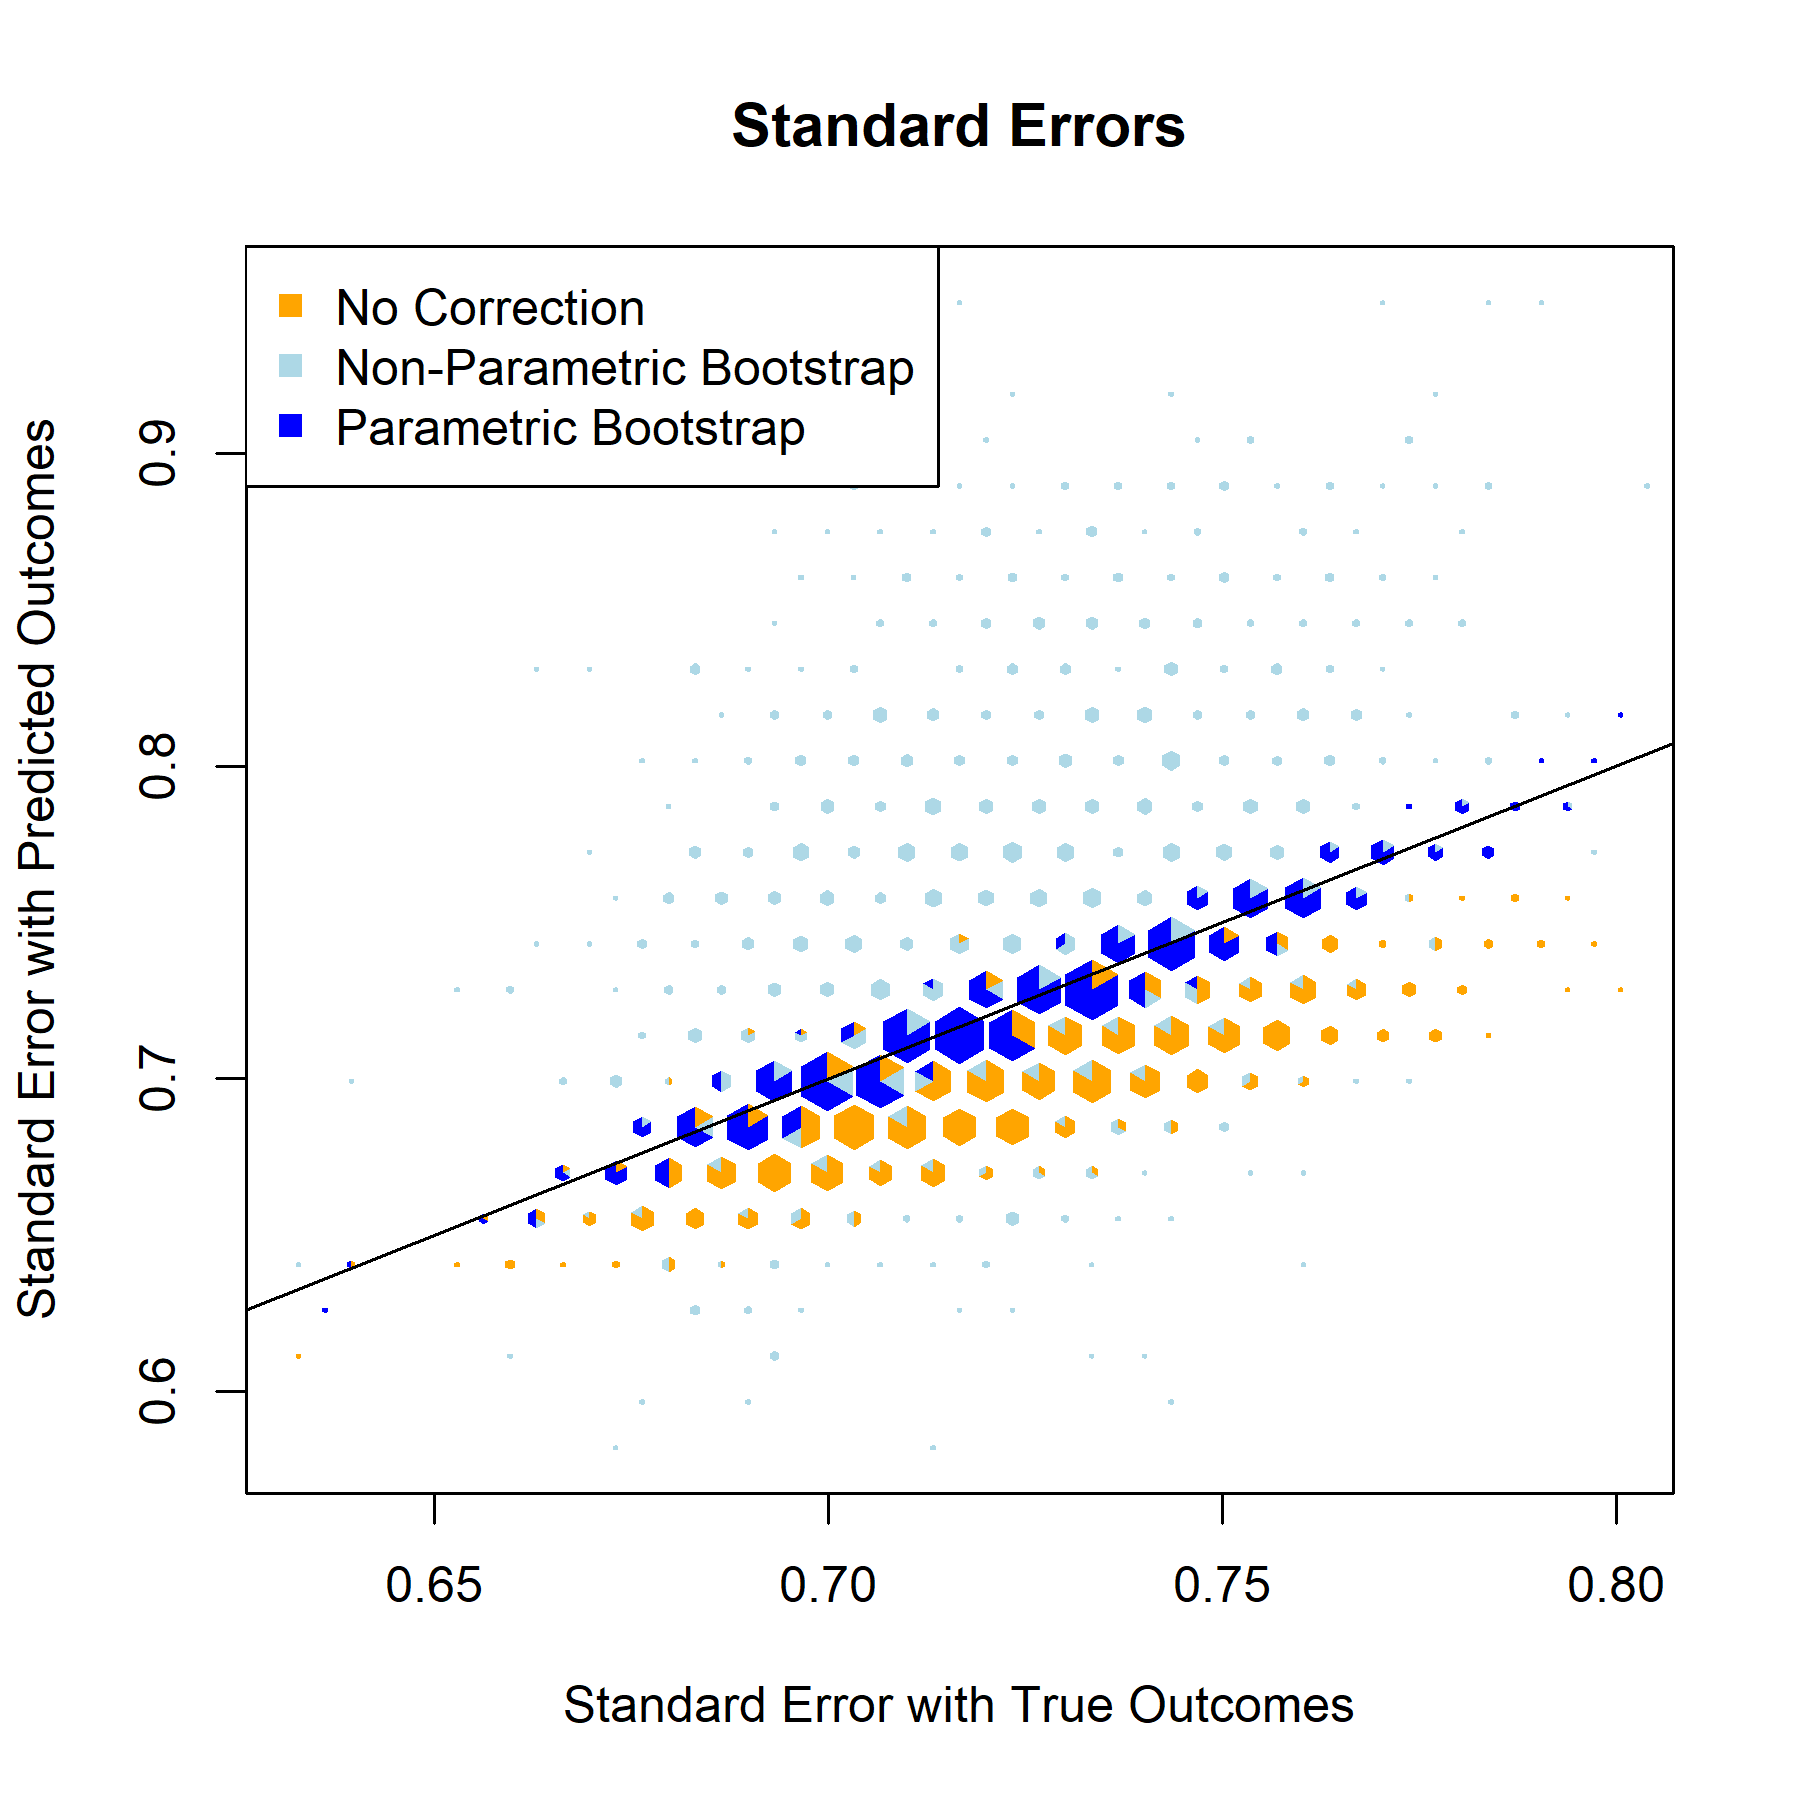 Standard Errors
No Correction
Non-Parametric Bootstrap
Parametric Bootstrap
Standard Error with Predicted Outcomes
0.9
0.8
0.7
0.6
0.65
0.70
0.75
0.80
Standard Error with True Outcomes